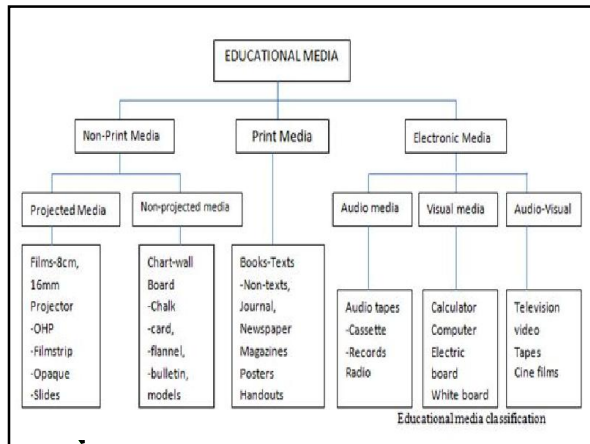 EDUCATIONAL MEDIA
Non-Print Media
Print Media
Electronic Media
Projected Media
Non-projected media
Audio media
Visual media
Audio-Visual
Films-8cm,
16mm
Projector
-OHP
-Filmstrip
-Opaque
-Slides
Chart-wall
Board
-Chalk
-card,
-flannel,
-bulletin,
models
Books-Texts
-Non-texts,
Journal,
Newspaper
Magazines
Posters
Handouts
Audio tapes
-Cassette
-Records
Radio
Calculator
Computer
Electric
board
White board
Television
video
Tapes
Cine films
Educational media classification